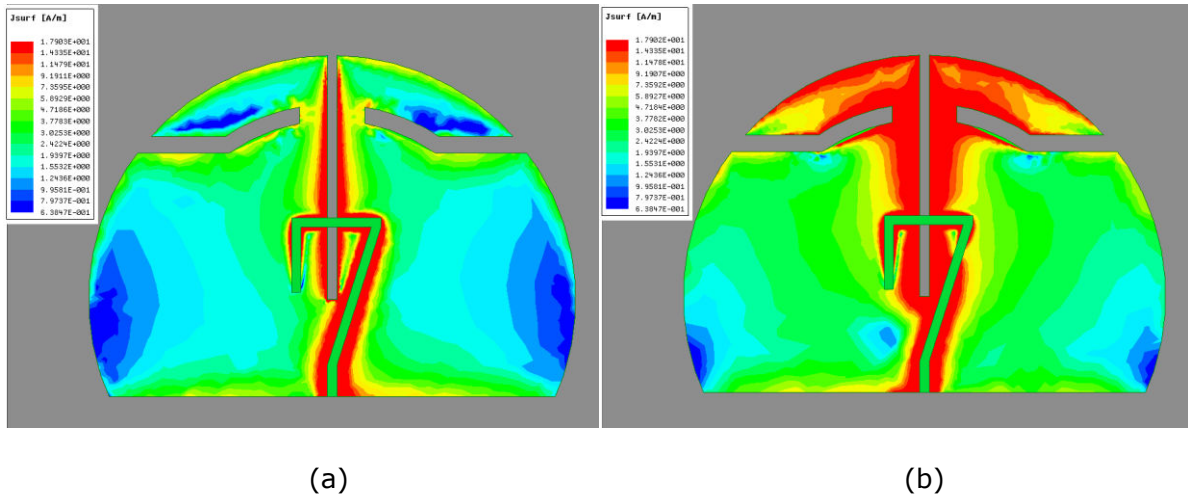 Jsurf [A/m]
1.7903E+001
1.4335E+001
1.1479E+001
9.1911E+000
7.3595E+000
5.8929E+000
4.7186E+000
3.7783E+000
3.0253E+000
2.4224E+000
1.9397E+000
1.5532E+000
1.2436E+000
9.9581E-001
7.9737E-001
6.3847E-001
Jsurf [A/m]
1.7902E+001
1.4335E+001
1.1478E+001
9.1907E+000
7.3592E+000
5.8927E+000
4.7184E+000
3.7782E+000
3.0253E+000
2.4224E+000
1.9397E+000
1.5531E+000
1.2436E+000
9.9581E-001
7.9737E-001
6.3847E-001
(a)
(b)